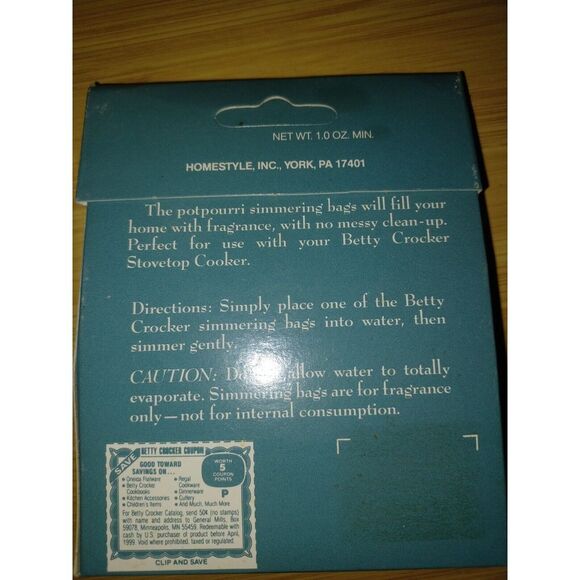 NET WT. 1.0 OZ. MIN.
HOMESTYLE, INC., YORK, PA 17401
The potpourri simmering bags will fill your
home with fragrance, with no messy clean-up.
Perfect for use with your Betty Crocker
Stovetop Cooker.
Directions: Simply place one of the Betty
Crocker simmering bags into water, then
simmer gently.
CAUTION: Do allow water to totally
evaporate. Simmering bags are for fragrance
only—not for internal consumption.
BETTY CROCKER COUPON
SAVE
GOOD TOWARD
SAVINGS ON...
• Oneida Flatware
• Betty Crocker
Cookbooks
• Kitchen Accessories
• Children's Items
• Regal
Cookware
• Dinnerware
• Cutlery
• And Much, Much More
WORTH
5
COUPON
POINTS
P
For Betty Crocker Catalog, send 50¢ (no stamps)
with name and address to General Mills, Box
59078, Minneapolis, MN 55459. Redeemable with
cash by U.S. purchaser of product before April,
1999. Void where prohibited, taxed or regulated.
CLIP AND SAVE